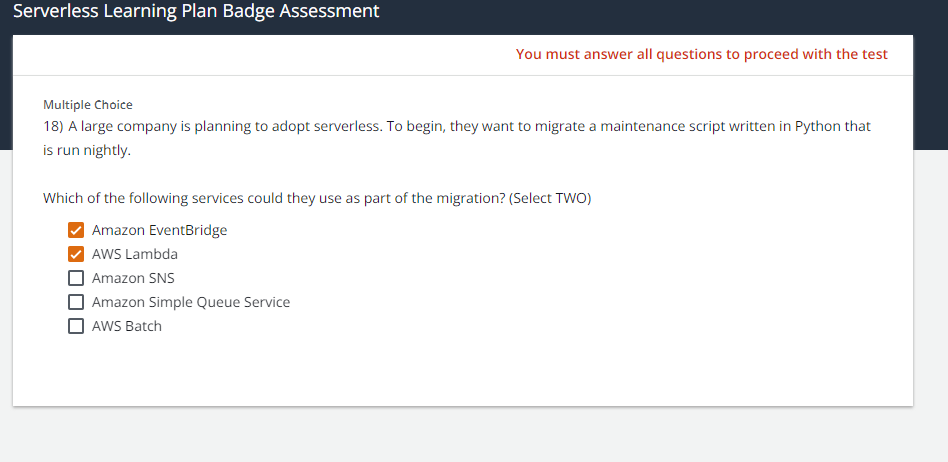 Serverless Learning Plan Badge Assessment
You must answer all questions to proceed with the test
Multiple Choice
18) A large company is planning to adopt serverless. To begin, they want to migrate a maintenance script written in Python that
is run nightly.
Which of the following services could they use as part of the migration? (Select TWO)
Amazon EventBridge
AWS Lambda
Amazon SNS
Amazon Simple Queue Service
AWS Batch